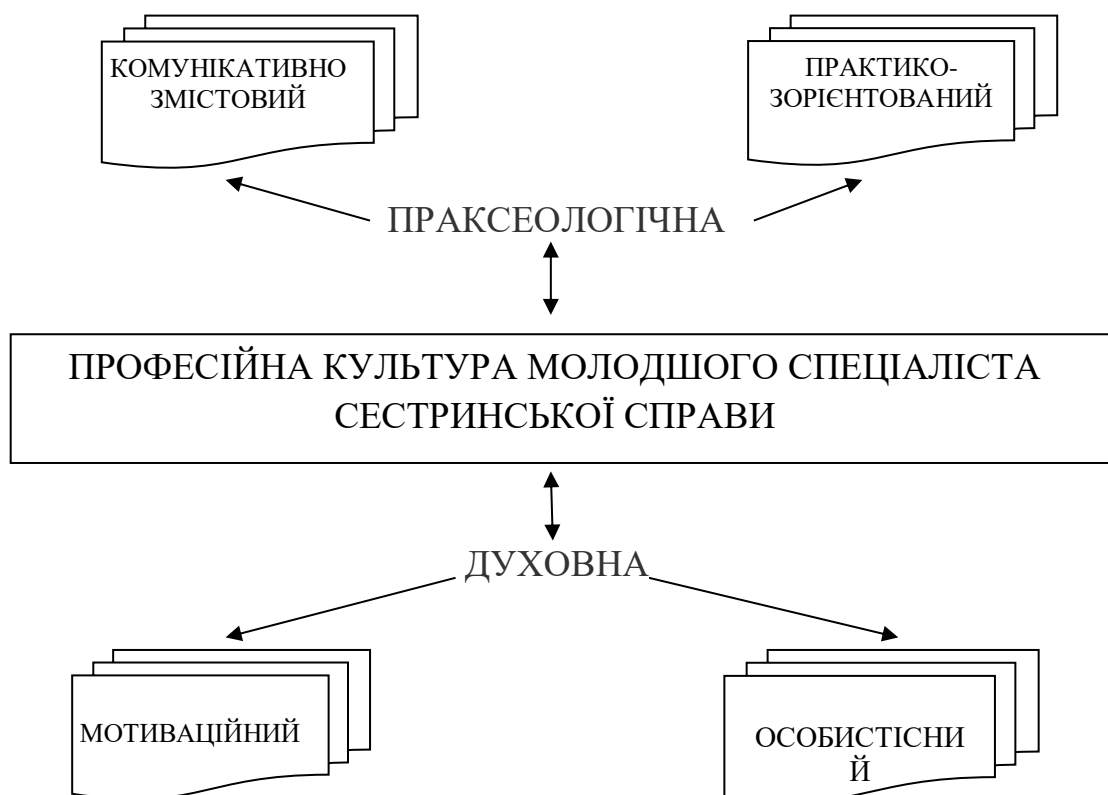 КОМУНІКАТИВНО
ЗМІСТОВИЙ
ПРАКТИКО-
ЗОРІЄНТОВАНИЙ
ПРАКСЕОЛОГІЧНА
ПРОФЕСІЙНА КУЛЬТУРА МОЛОДШОГО СПЕЦІАЛІСТА
СЕСТРИНСЬКОЇ СПРАВИ
ДУХОВНА
МОТИВАЦІЙНИЙ
ОСОБИСТІСНИ
Й